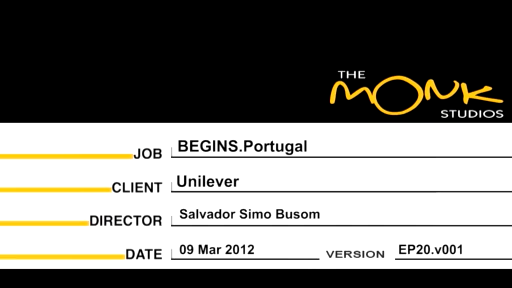 THE
MONK
STUDIOS
JOB BEGINS.Portugal
CLIENT Unilever
DIRECTOR Salvador Simo Busom
DATE 09 Mar 2012 VERSION EP20.v001